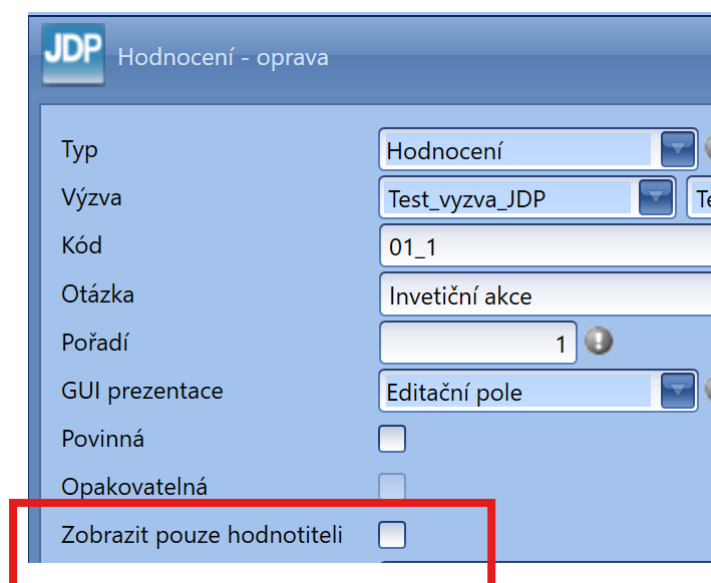 JDP Hodnocení - oprava
Typ Hodnocení
Výzva Test_vyzva_JDP
Kód 01_1
Otázka Invetiční akce
Pořadí 1
GUI prezentace Editační pole
Povinná
Opakovatelná
Zobrazit pouze hodnotiteli